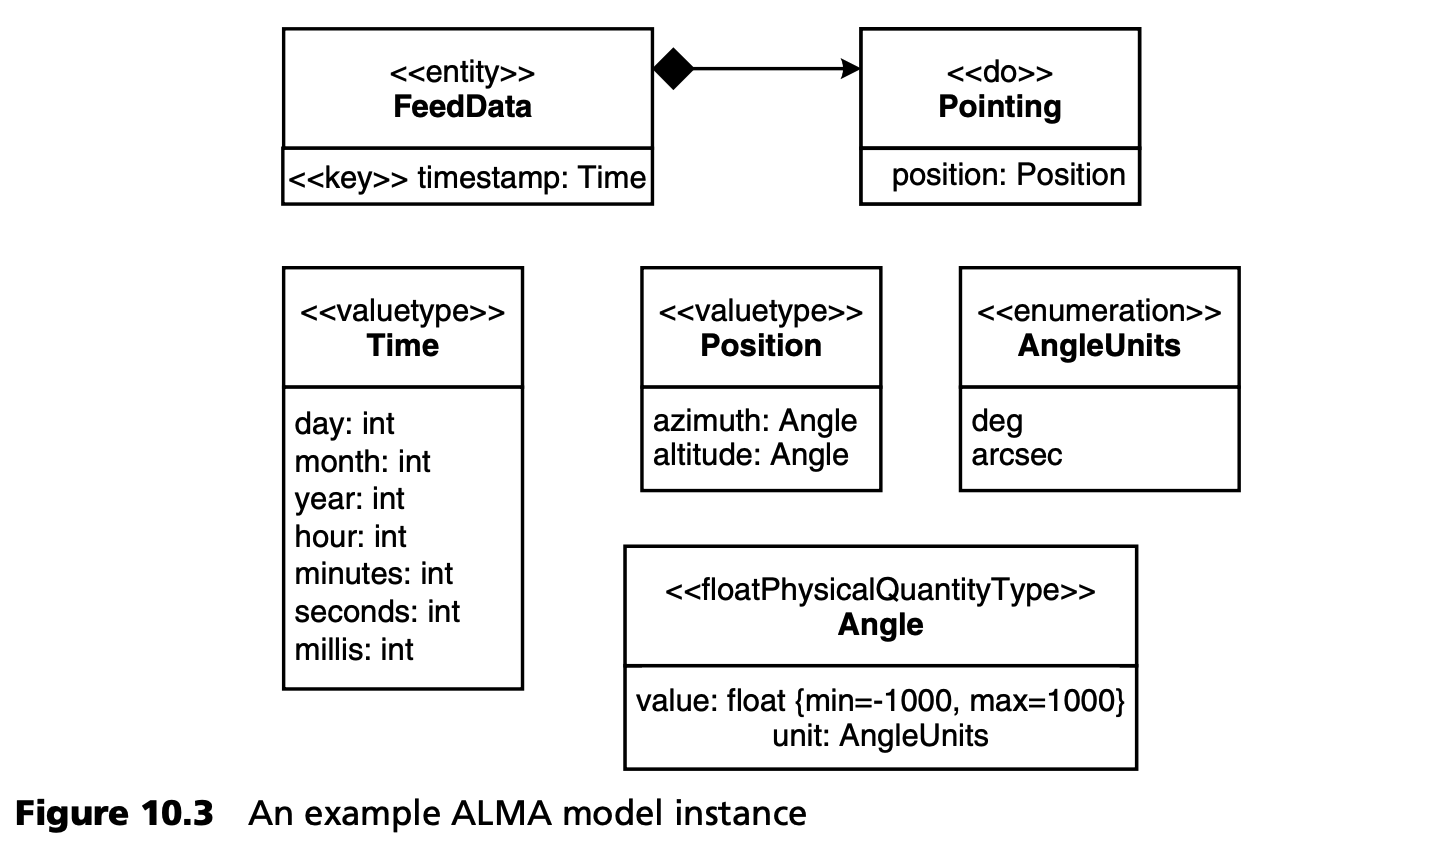 <<entity>>
FeedData
<<key>> timestamp: Time
<<do>>
Pointing
position: Position
<<valuetype>>
Time
day: int
month: int
year: int
hour: int
minutes: int
seconds: int
millis: int
<<valuetype>>
Position
azimuth: Angle
altitude: Angle
<<enumeration>>
AngleUnits
deg
arcsec
<<floatPhysicalQuantityType>>
Angle
value: float {min=-1000, max=1000}
unit: AngleUnits
Figure 10.3 An example ALMA model instance